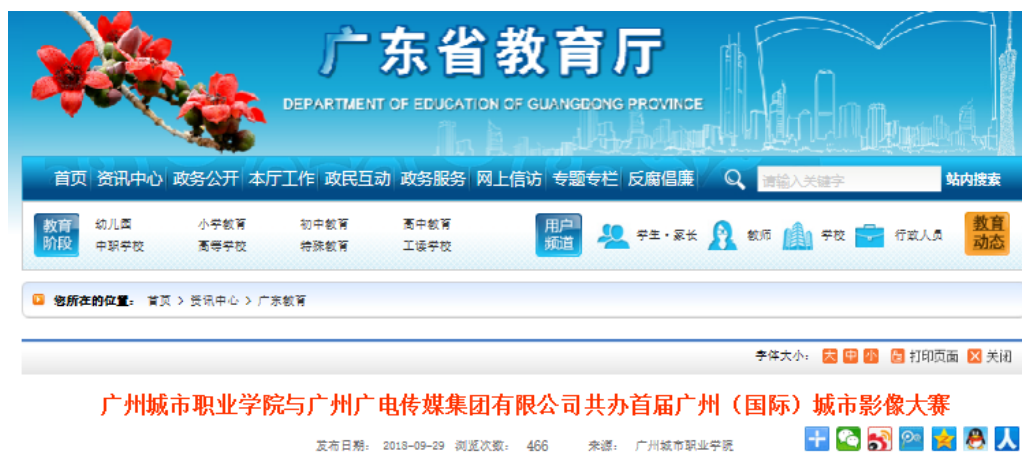 广东省教育厅
DEPARTMENT OF EDUCATION OF GUANGDONG PROVINCE
首页 资讯中心 政务公开 本厅工作 政民互动 政务服务 网上信访 专题专栏 反腐倡廉 请输入关键字 站内搜索
教育阶段 幼儿园 小学教育 初中教育 高中教育 用户频道 学生·家长 教师 学校 行政人员 教育动态
中职学校 高等学校 特殊教育 工读学校
您所在的位置： 首页 > 资讯中心 > 广东教育
字体大小： 大 中 小 打印页面 关闭
广州城市职业学院与广州广电传媒集团有限公司共办首届广州（国际）城市影像大赛
发布日期： 2018-09-29 浏览次数： 466 来源： 广州城市职业学院